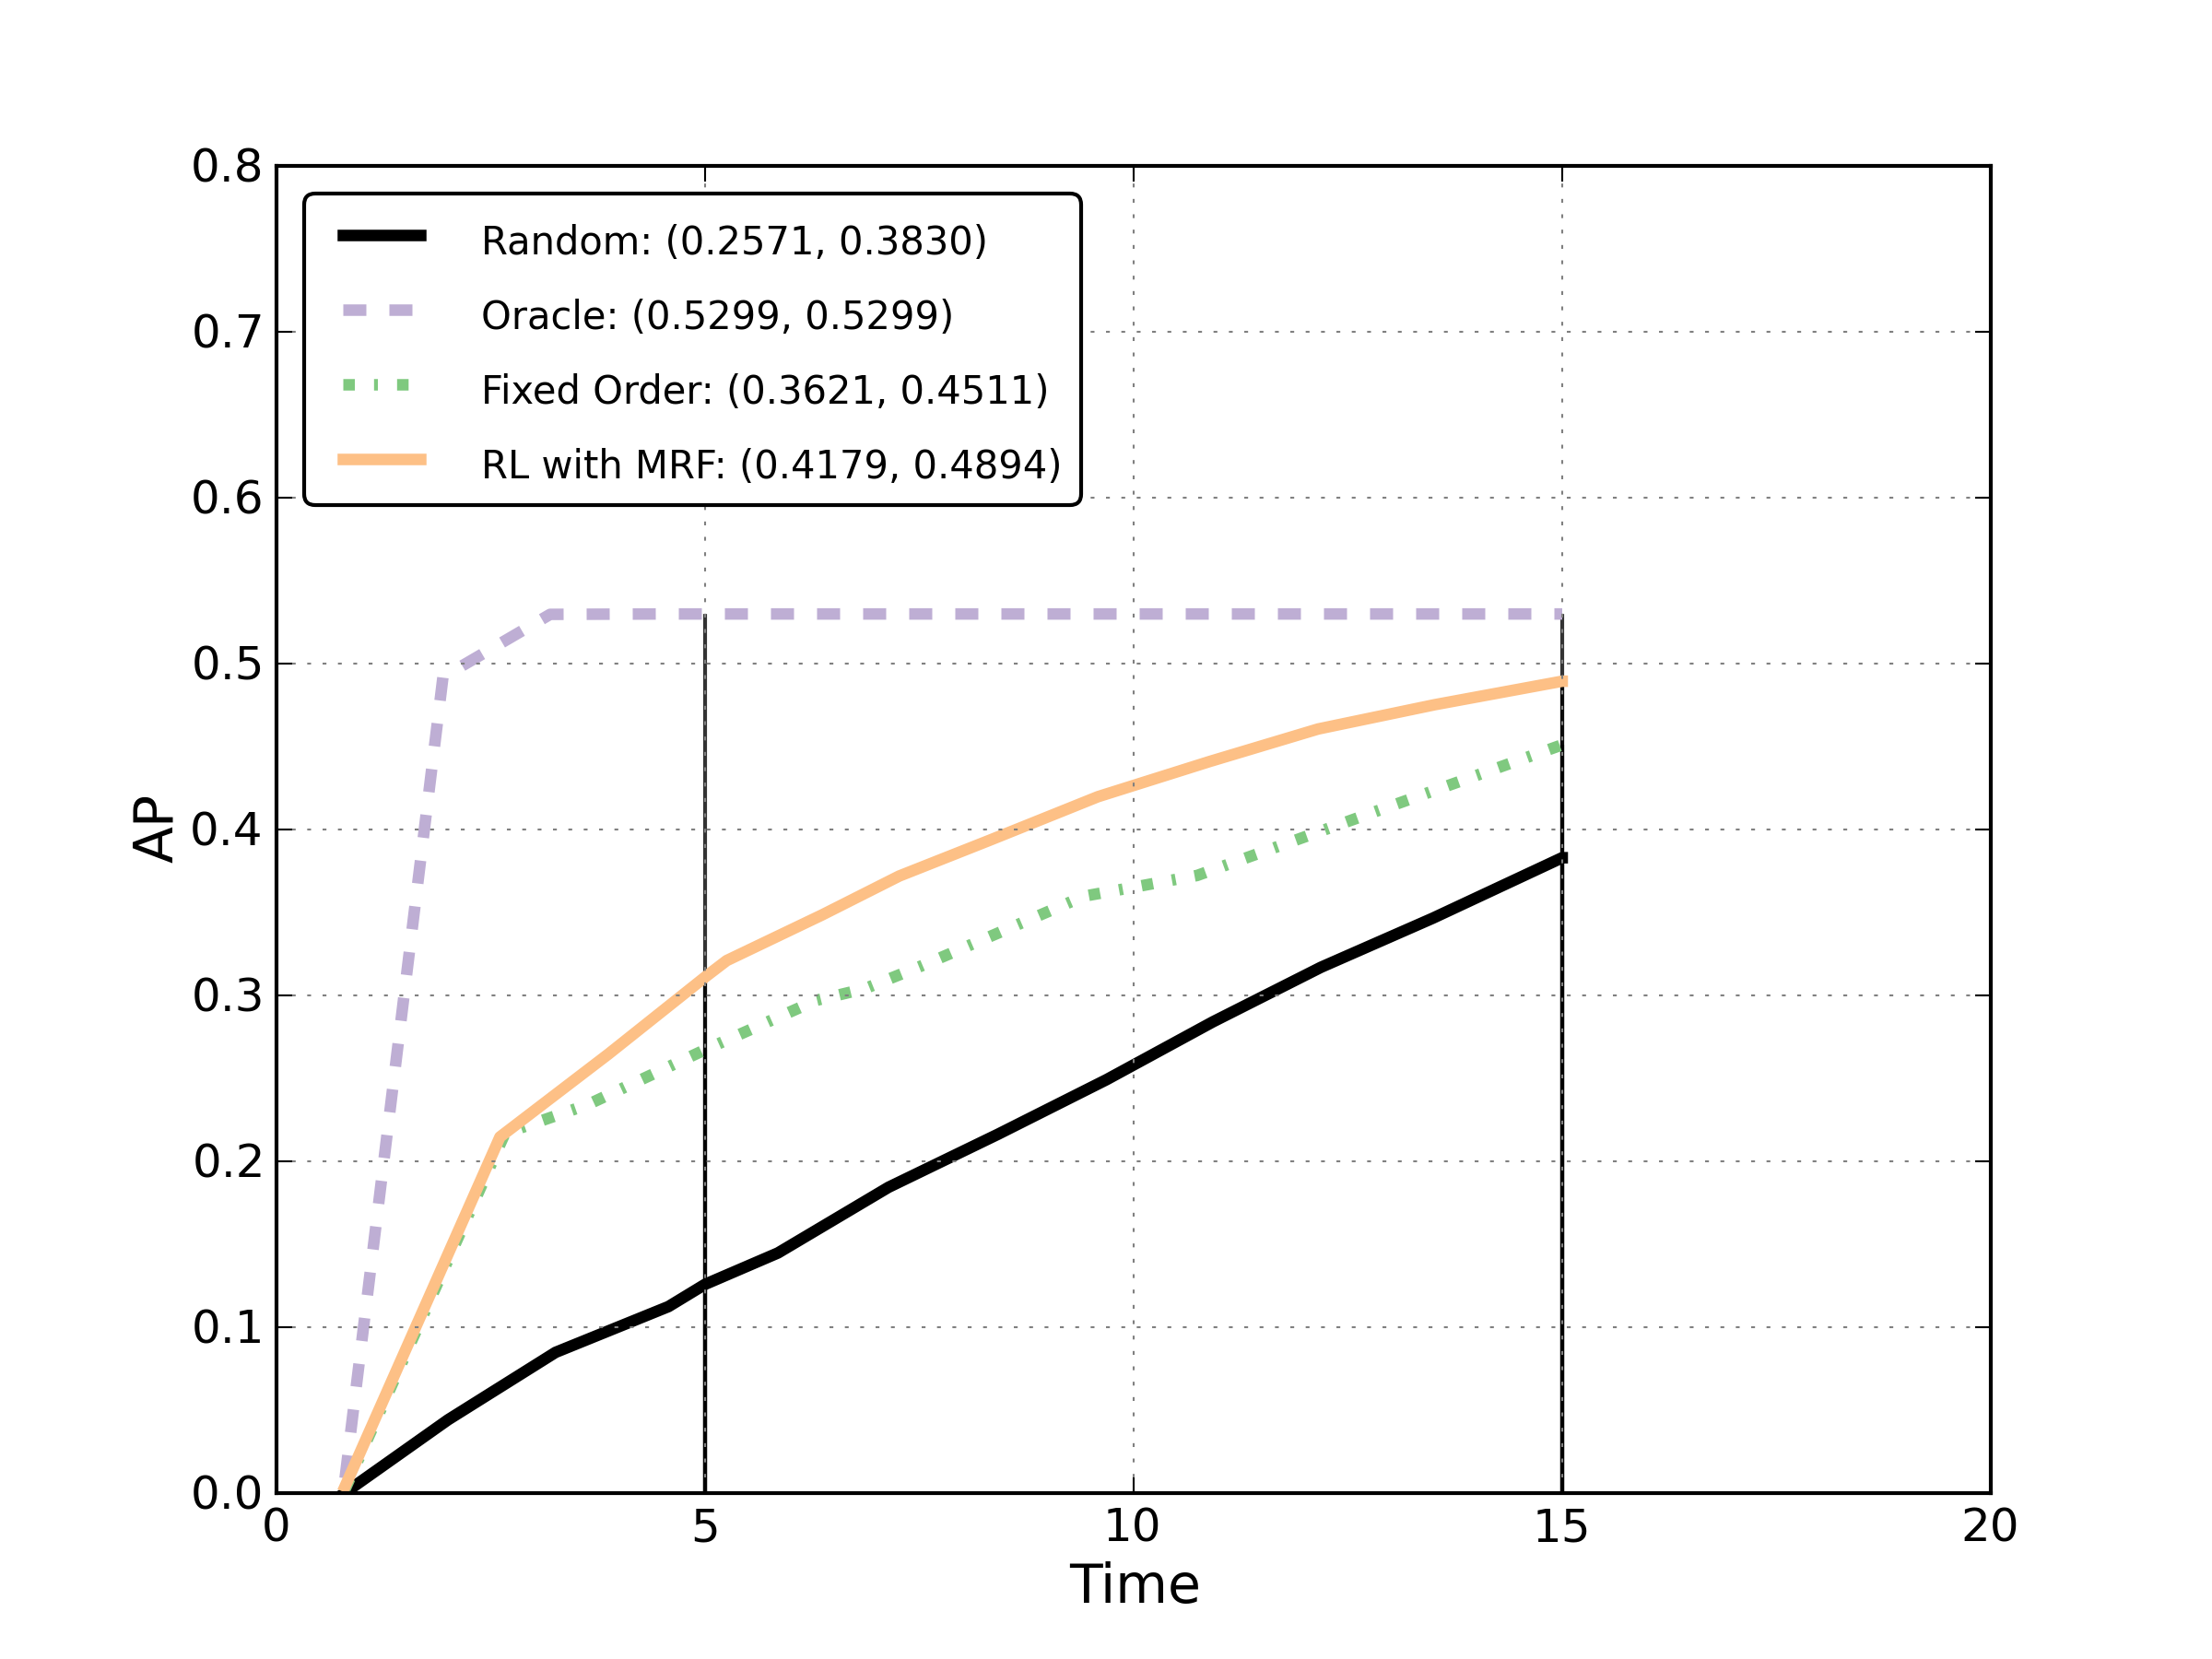 0.8
0.7
0.6
0.5
0.4
0.3
0.2
0.1
0.0
AP
Random: (0.2571, 0.3830)
Oracle: (0.5299, 0.5299)
Fixed Order: (0.3621, 0.4511)
RL with MRF: (0.4179, 0.4894)
0 5 10 15 20
Time